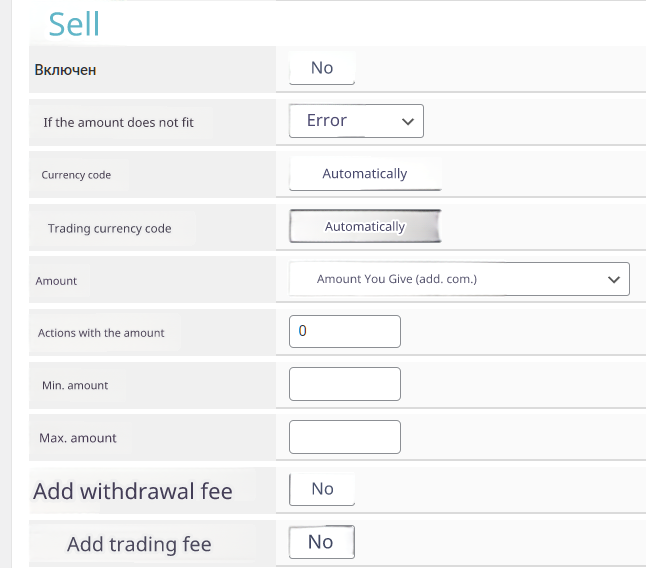 Sell
Включен No
If the amount does not fit Error
Currency code Automatically
Trading currency code Automatically
Amount Amount You Give (add. com.)
Actions with the amount 0
Min. amount
Max. amount
Add withdrawal fee No
Add trading fee No